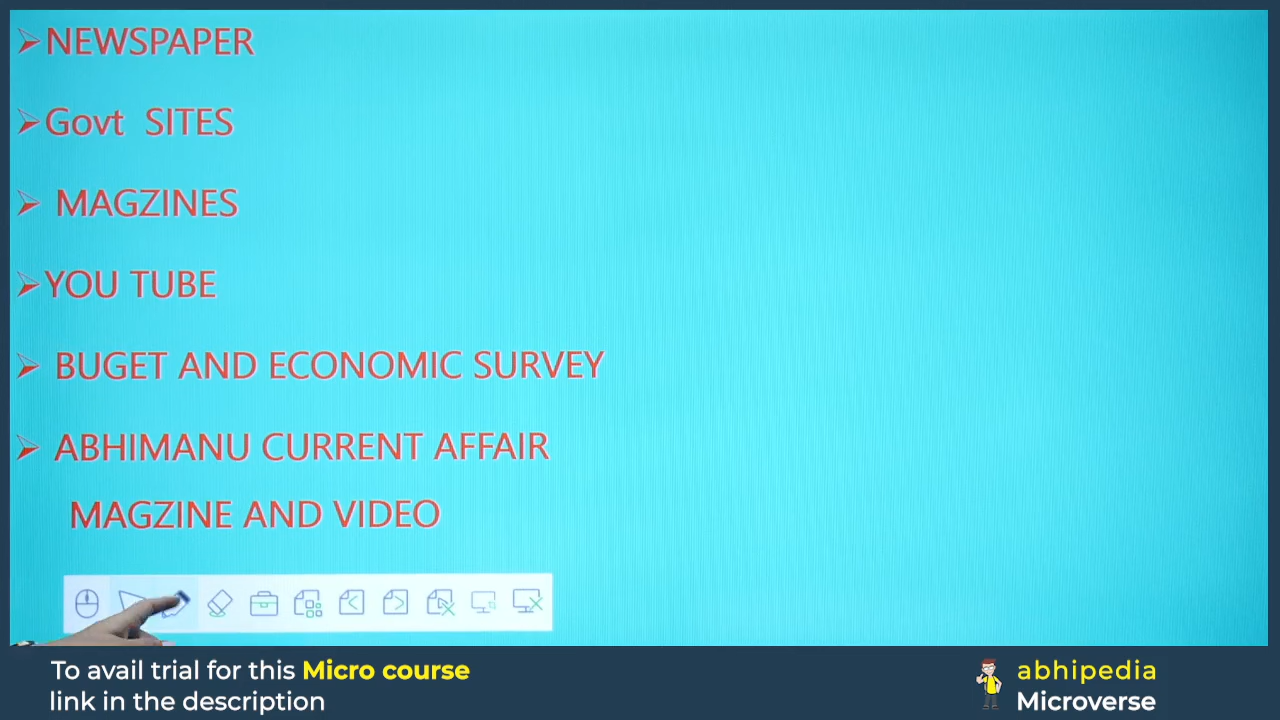 ➢NEWSPAPER
➢Govt SITES
➢ MAGZINES
➢YOU TUBE
➢ BUGET AND ECONOMIC SURVEY
➢ ABHIMANU CURRENT AFFAIR
MAGZINE AND VIDEO
To avail trial for this Micro course
link in the description
abhipedia
Microverse